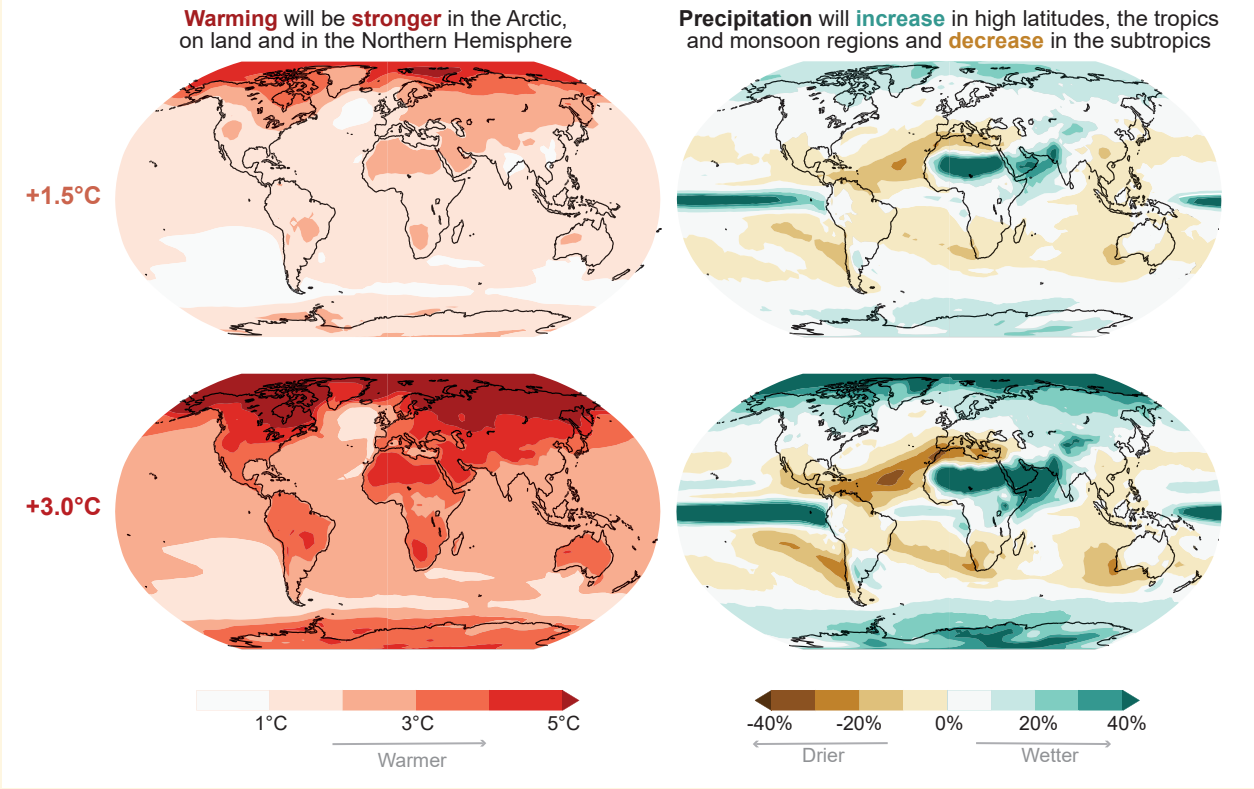 Warming will be stronger in the Arctic,
on land and in the Northern Hemisphere
Precipitation will increase in high latitudes, the tropics
and monsoon regions and decrease in the subtropics
+1.5°C
+3.0°C
1°C 3°C 5°C
Warmer
-40% -20% 0% 20% 40%
Drier Wetter